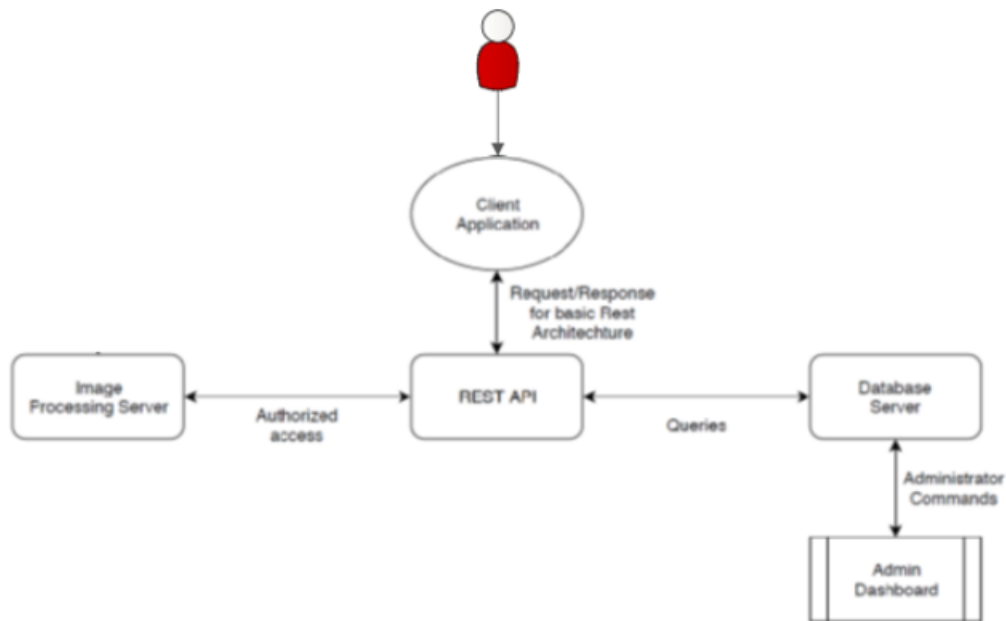 Client
Application
Request/Response
for basic Rest
Architechture
Image
Processing Server
Authorized
access
REST API
Queries
Database
Server
Administrator
Commands
Admin
Dashboard